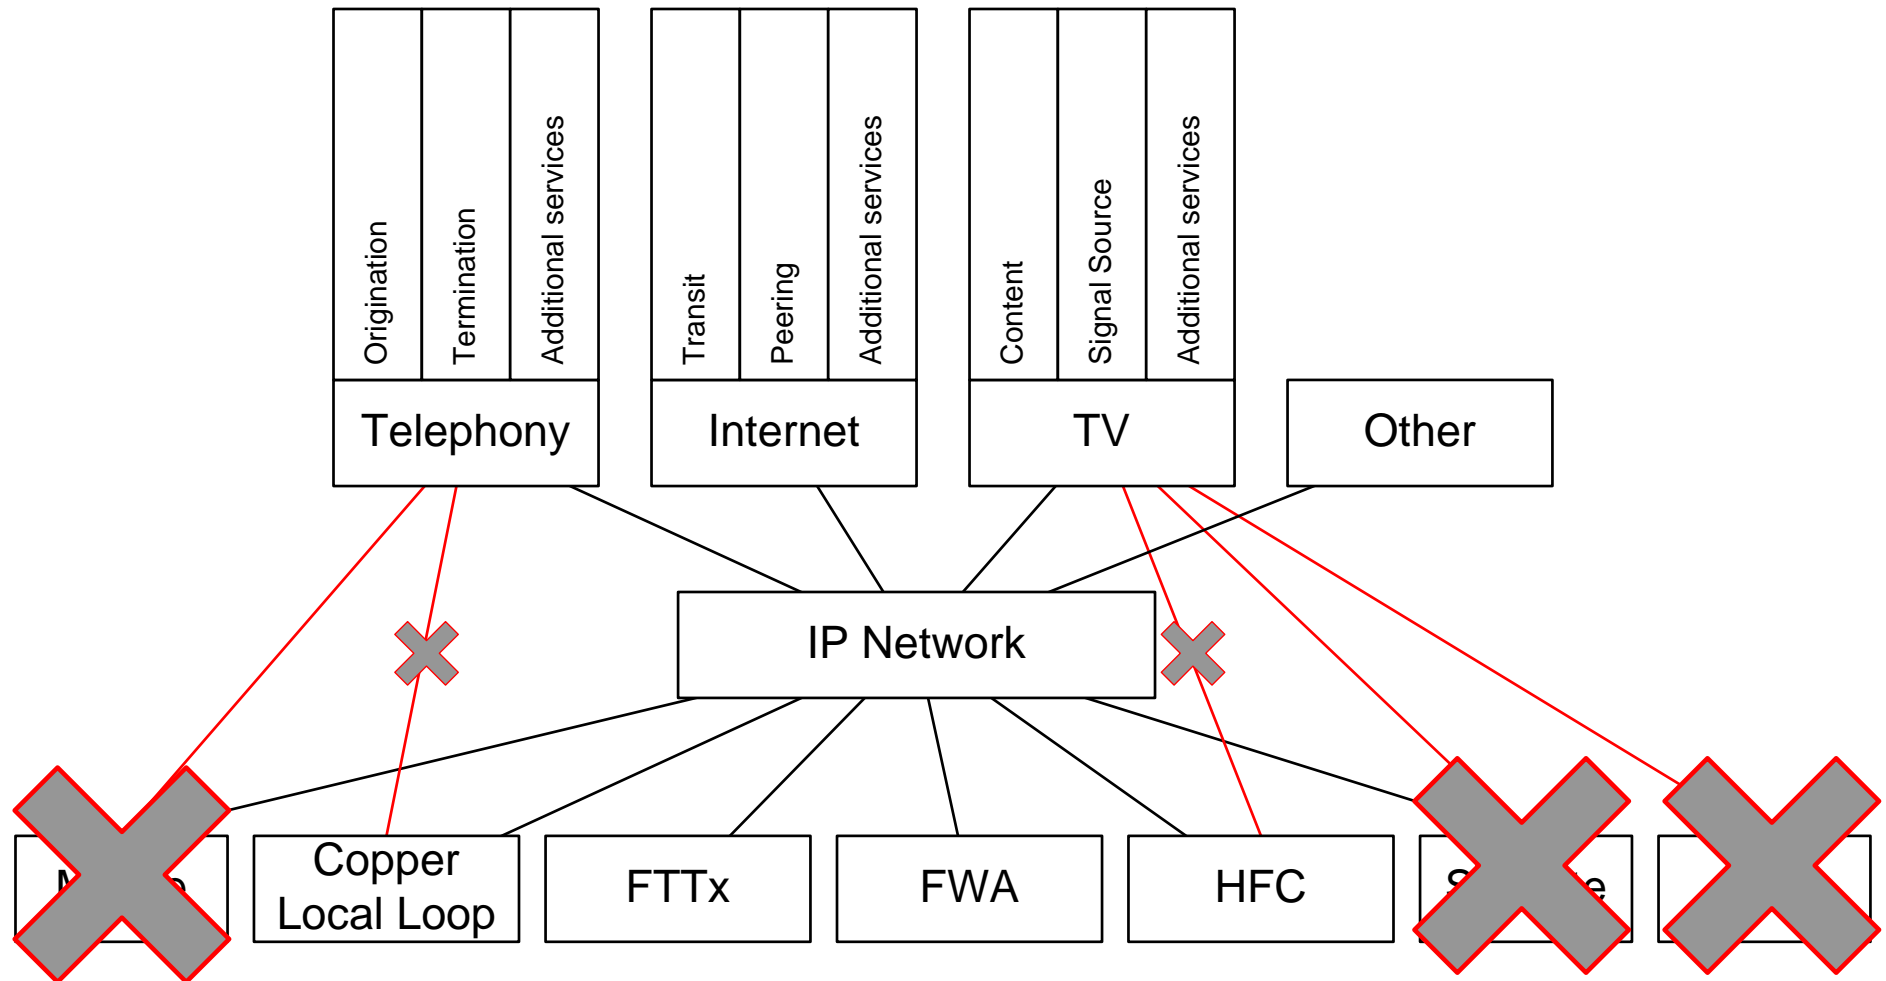 Origination
Termination
Additional services
Transit
Peering
Additional services
Content
Signal Source
Additional services
Telephony
Internet
TV
Other
IP Network
Copper
Local Loop
FTTx
FWA
HFC